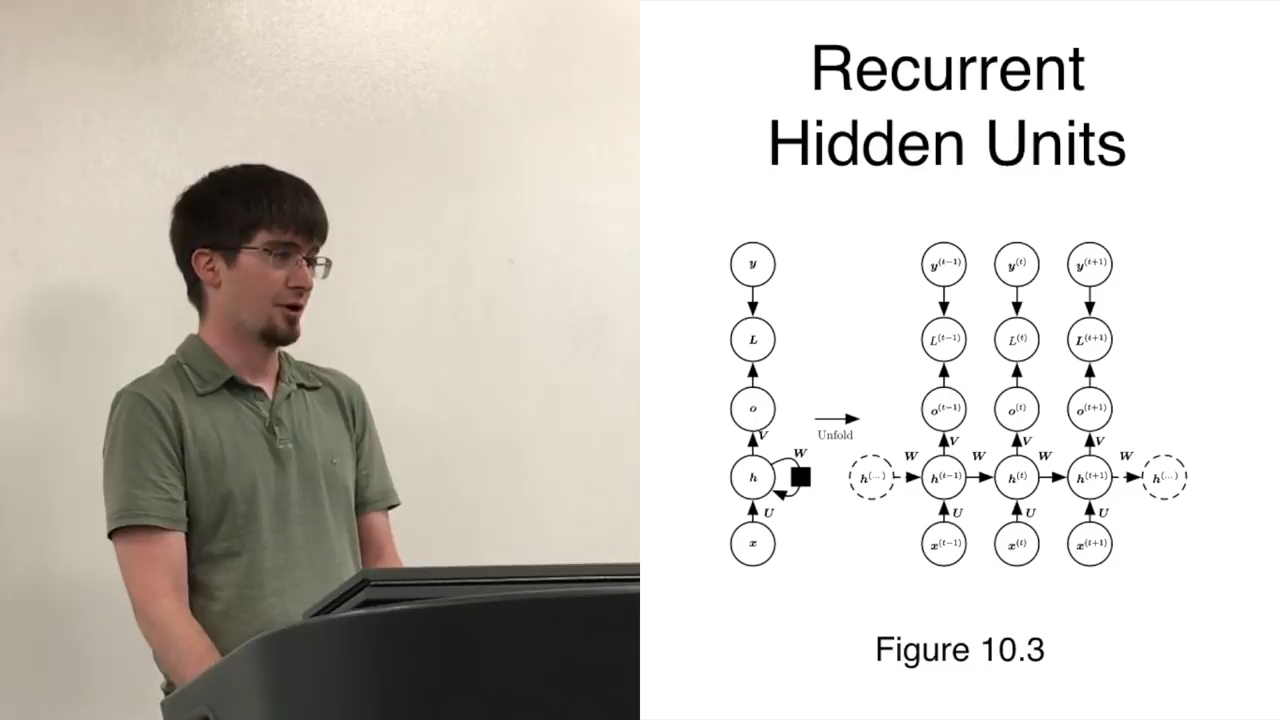 Recurrent
Hidden Units
y y(t−1) y(t) y(t+1)
L L(t−1) L(t) L(t+1)
o o(t−1) o(t) o(t+1)
Unfold
V V V V
W W W W W
h h(...) h(t−1) h(t) h(t+1) h(...)
U U U U
x x(t−1) x(t) x(t+1)
Figure 10.3